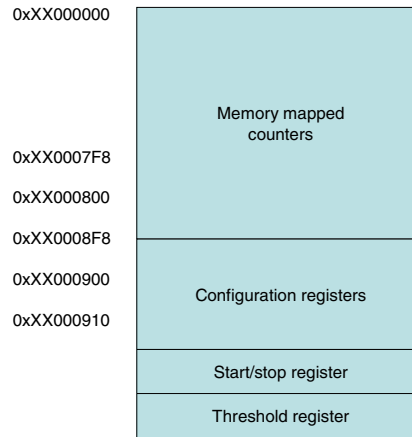 0xXX000000
Memory mapped
counters
0xXX0007F8
0xXX000800
0xXX0008F8
0xXX000900
Configuration registers
0xXX000910
Start/stop register
Threshold register